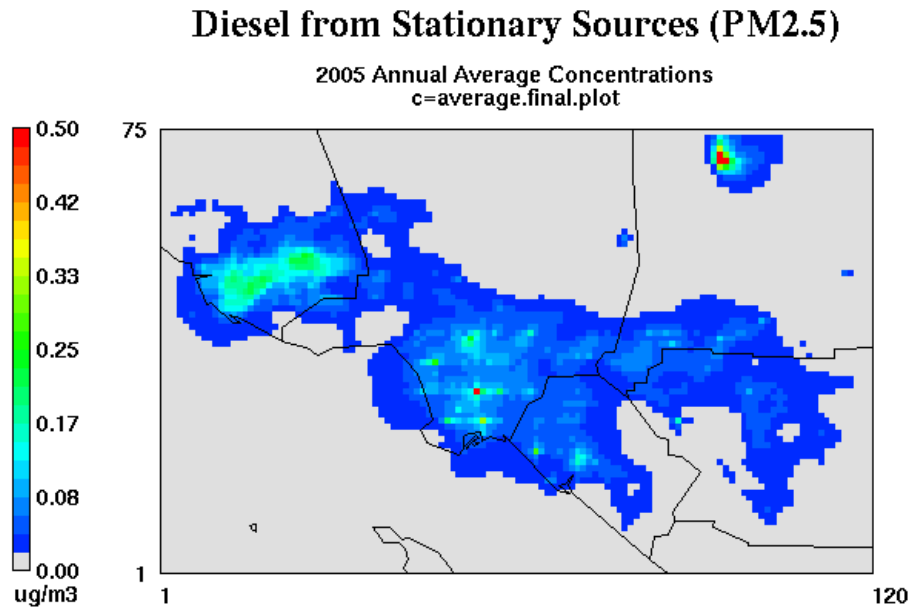 Diesel from Stationary Sources (PM2.5)
2005 Annual Average Concentrations
c=average.final.plot
0.50
0.42
0.33
0.25
0.17
0.08
0.00
ug/m3
75
1
1
120